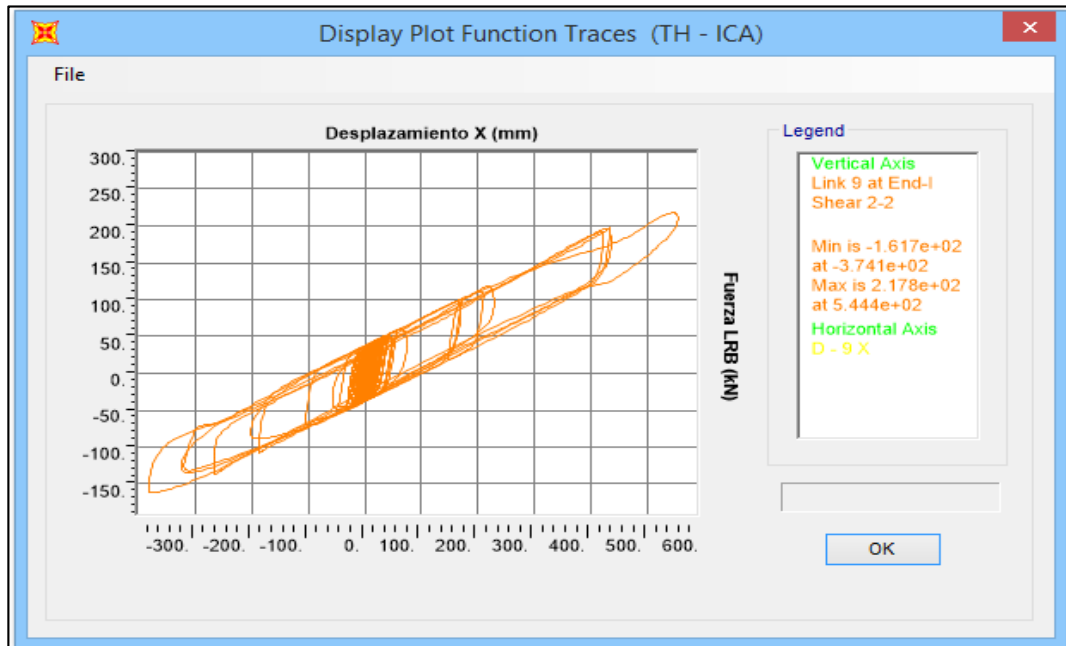 Display Plot Function Traces (TH - ICA)
File
Desplazamiento X (mm)
300.
250.
200.
150.
100.
50.
0.
-50.
-100.
-150.
-300. -200. -100. 0. 100. 200. 300. 400. 500. 600.
Fuerza LRB (kN)
Legend
Vertical Axis
Link 9 at End-I
Shear 2-2
Min is -1.617e+02
at -3.741e+02
Max is 2.178e+02
at 5.444e+02
Horizontal Axis
D - 9 X
OK